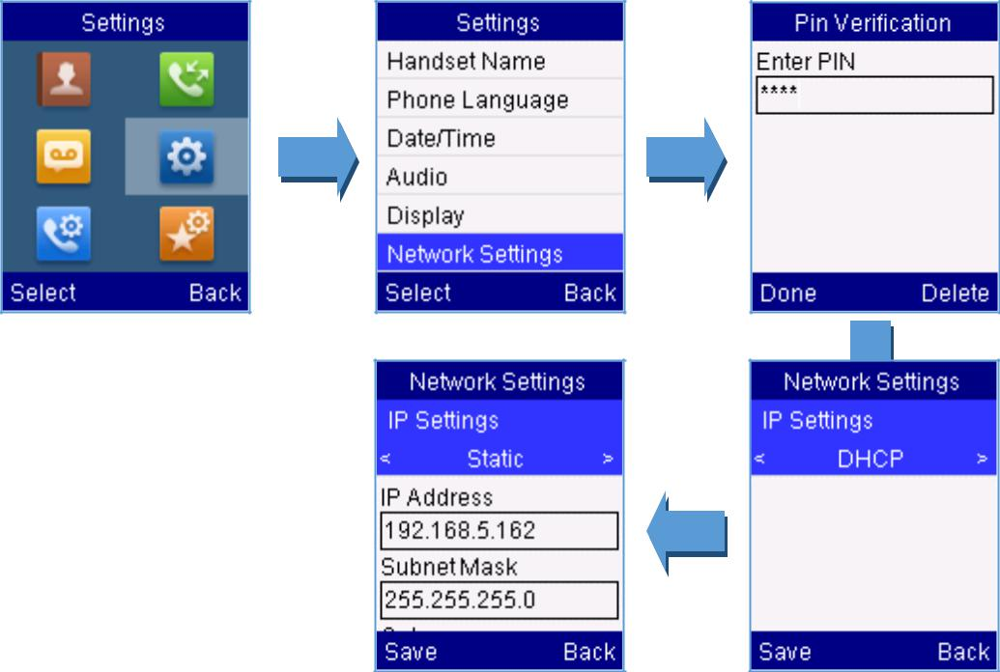 Settings
Select Back
Settings
Handset Name
Phone Language
Date/Time
Audio
Display
Network Settings
Select Back
Pin Verification
Enter PIN
****
Done Delete
Network Settings
IP Settings
< DHCP >
Save Back
Network Settings
IP Settings
< Static >
IP Address
192.168.5.162
Subnet Mask
255.255.255.0
Save Back